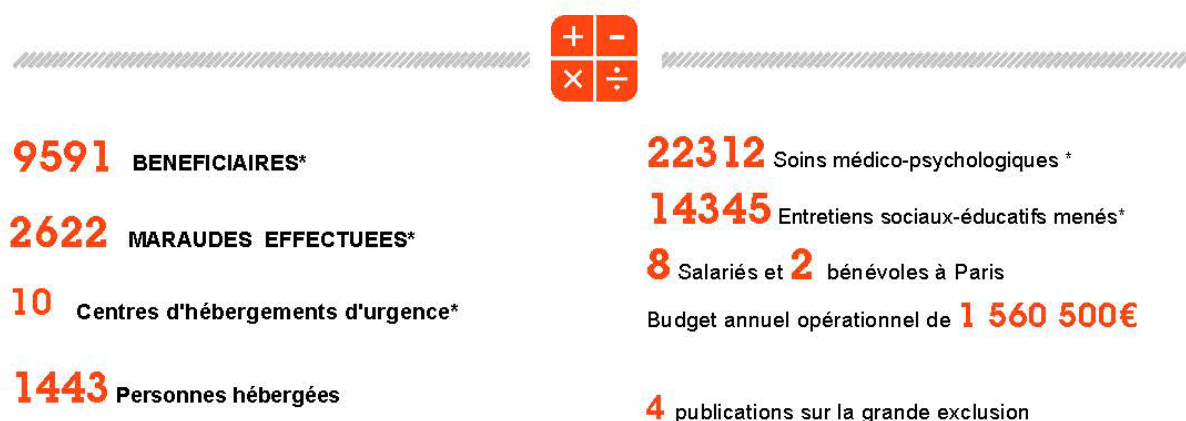 9591 BENEFICIAIRES*
2622 MARAUDES EFFECTUEES*
10 Centres d'hébergements d'urgence*
1443 Personnes hébergées
22312 Soins médico-psychologiques *
14345 Entretiens sociaux-éducatifs menés*
8 Salariés et 2 bénévoles à Paris
Budget annuel opérationnel de 1 560 500€
4 publications sur la grande exclusion